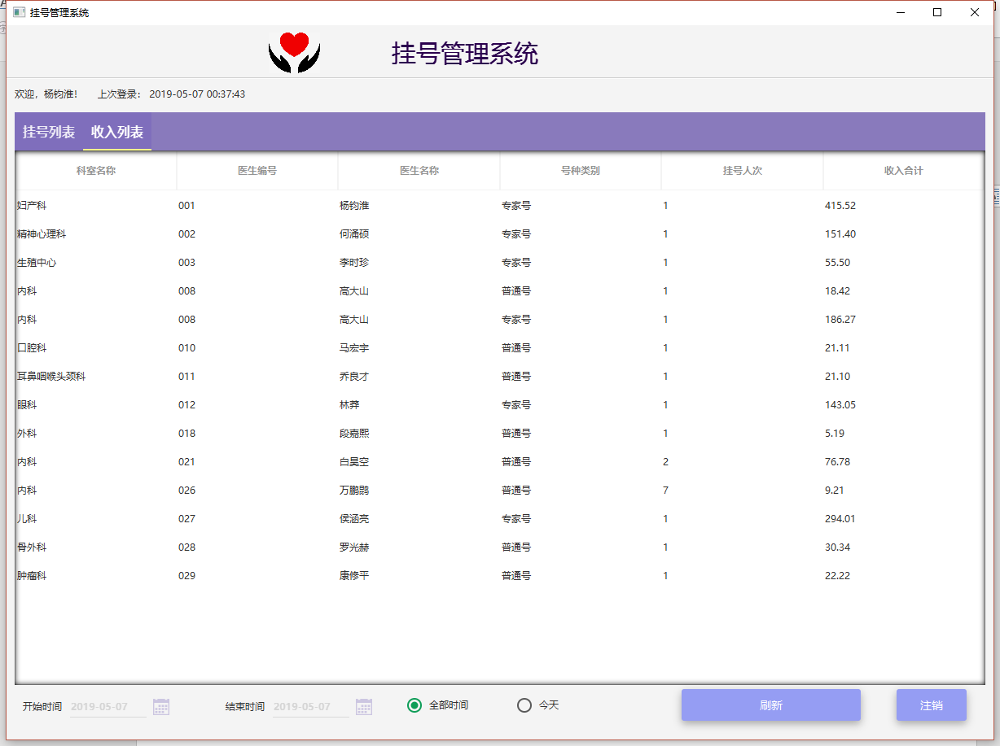 挂号管理系统
挂号管理系统
欢迎，杨钧淮! 上次登录： 2019-05-07 00:37:43
挂号列表 收入列表
科室名称 医生编号 医生名称 号种类别 挂号人次 收入合计
妇产科 001 杨钧淮 专家号 1 415.52
精神心理科 002 何涌硕 专家号 1 151.40
生殖中心 003 李时珍 专家号 1 55.50
内科 008 高大山 普通号 1 18.42
内科 008 高大山 专家号 1 186.27
口腔科 010 马宏宇 普通号 1 21.11
耳鼻咽喉头颈科 011 乔良才 普通号 1 21.10
眼科 012 林莽 专家号 1 143.05
外科 018 段嘉熙 普通号 1 5.19
内科 021 白昊空 普通号 2 76.78
内科 026 万鹏鹍 普通号 7 9.21
儿科 027 侯涵亮 专家号 1 294.01
骨外科 028 罗光赫 普通号 1 30.34
肿瘤科 029 康修平 普通号 1 22.22
开始时间 2019-05-07 结束时间 2019-05-07 全部时间 今天 刷新 注销